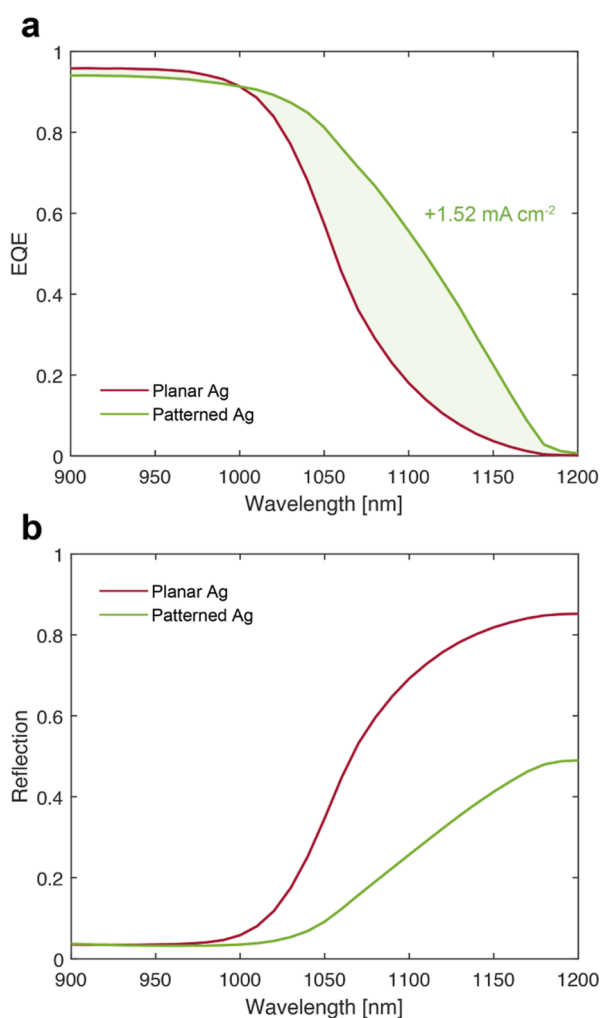 a
1
0.8
0.6
0.4
0.2
0
EQE
+1.52 mA cm-2
Planar Ag
Patterned Ag
900 950 1000 1050 1100 1150 1200
Wavelength [nm]
b
1
0.8
0.6
0.4
0.2
0
Reflection
Planar Ag
Patterned Ag
900 950 1000 1050 1100 1150 1200
Wavelength [nm]